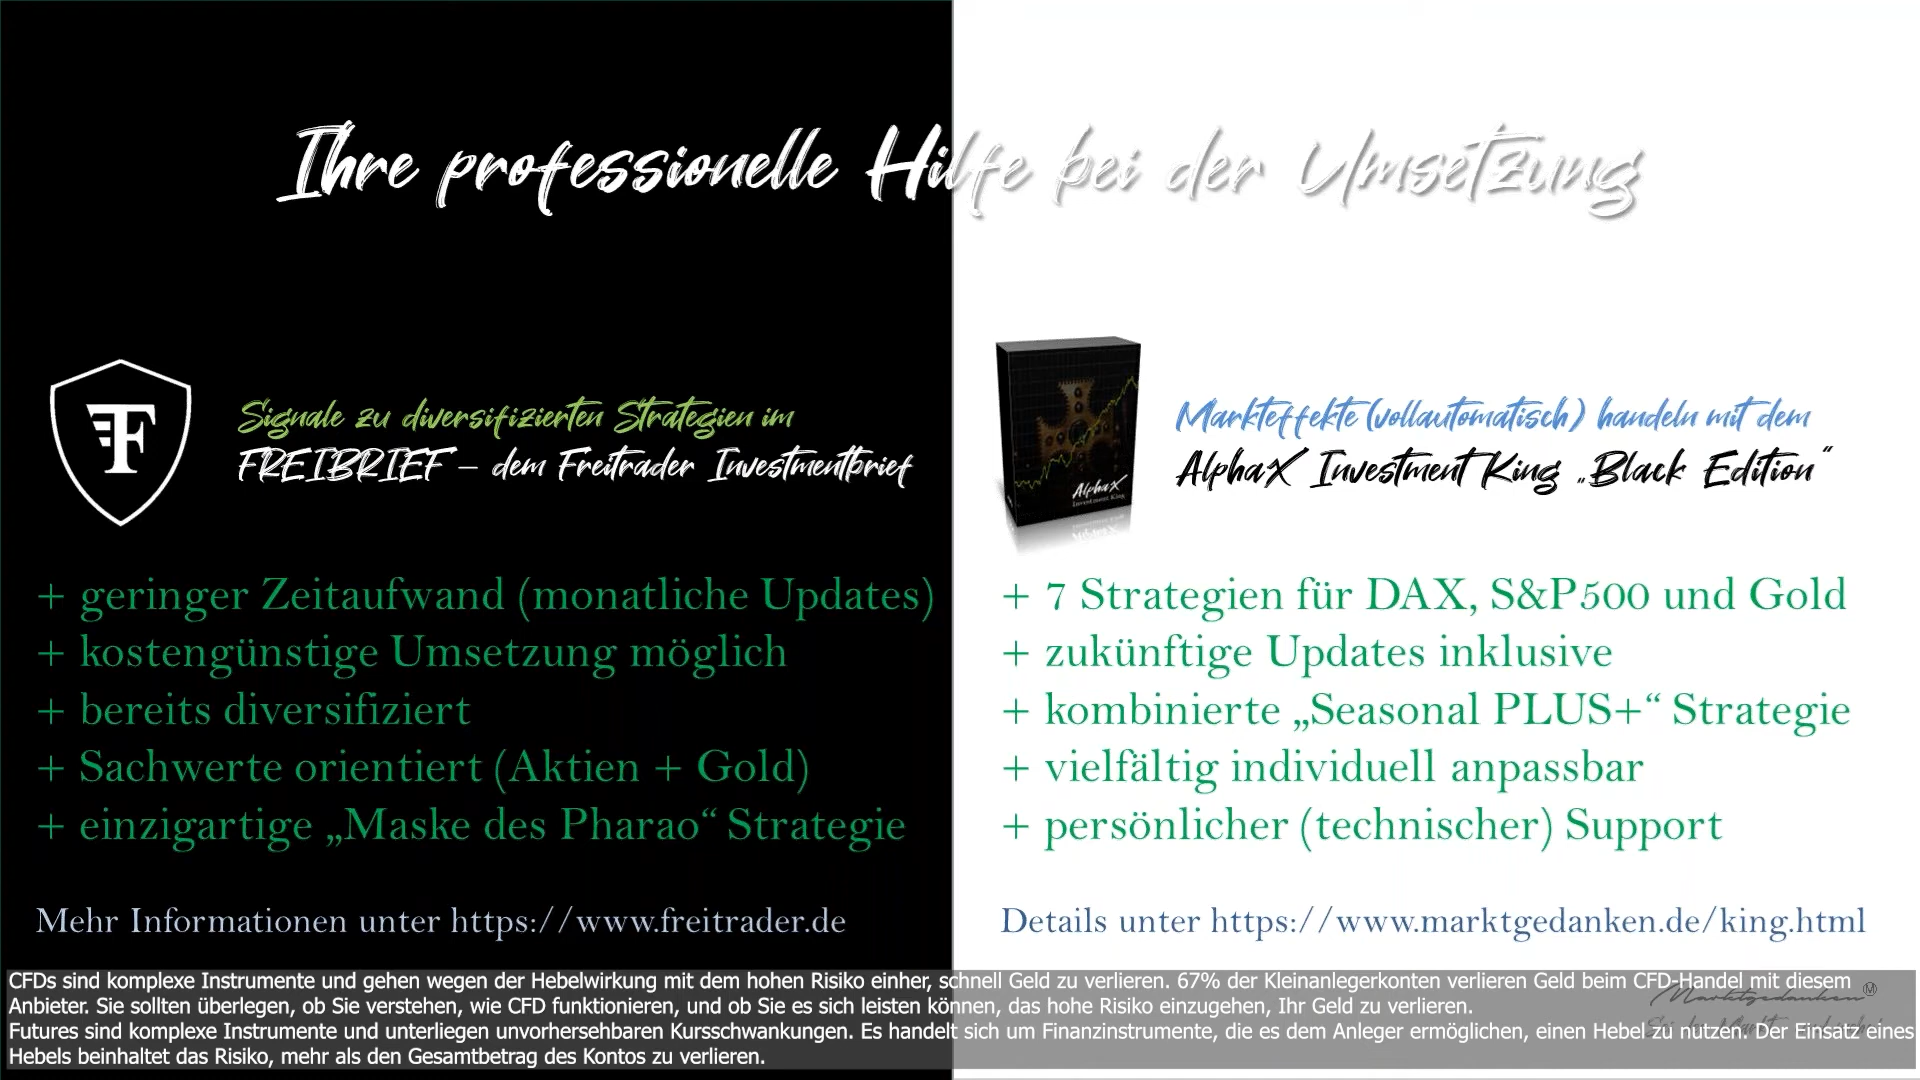 Ihre professionelle Hilfe bei der Umsetzung
Signale zu diversifizierten Strategien im
FREIBRIEF – dem Freitrader Investmentbrief
+ geringer Zeitaufwand (monatliche Updates)
+ kostengünstige Umsetzung möglich
+ bereits diversifiziert
+ Sachwerte orientiert (Aktien + Gold)
+ einzigartige „Maske des Pharao“ Strategie
Mehr Informationen unter https://www.freitrader.de
AlphaX
Investment King
Markteffekte (vollautomatisch) handeln mit dem
AlphaX Investment King „Black Edition“
+ 7 Strategien für DAX, S&P500 und Gold
+ zukünftige Updates inklusive
+ kombinierte „Seasonal PLUS+“ Strategie
+ vielfältig individuell anpassbar
+ persönlicher (technischer) Support
Details unter https://www.marktgedanken.de/king.html
Marktgedanken
CFDs sind komplexe Instrumente und gehen wegen der Hebelwirkung mit dem hohen Risiko einher, schnell Geld zu verlieren. 67% der Kleinanlegerkonten verlieren Geld beim CFD-Handel mit diesem
Anbieter. Sie sollten überlegen, ob Sie verstehen, wie CFD funktionieren, und ob Sie es sich leisten können, das hohe Risiko einzugehen, Ihr Geld zu verlieren.
Futures sind komplexe Instrumente und unterliegen unvorhersehbaren Kursschwankungen. Es handelt sich um Finanzinstrumente, die es dem Anleger ermöglichen, einen Hebel zu nutzen. Der Einsatz eines
Hebels beinhaltet das Risiko, mehr als den Gesamtbetrag des Kontos zu verlieren.